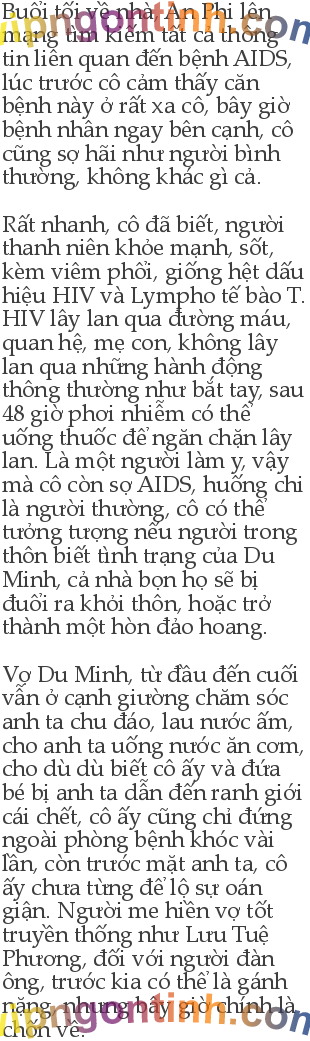 Buổi tối về nhà, An Phi lên
mạng tìm kiếm tất cả thông
tin liên quan đến bệnh AIDS,
lúc trước cô cảm thấy căn
bệnh này ở rất xa cô, bây giờ
bệnh nhân ngay bên cạnh, cô
cũng sợ hãi như người bình
thường, không khác gì cả.
Rất nhanh, cô đã biết, người
thanh niên khỏe mạnh, sốt,
kèm viêm phổi, giống hệt dấu
hiệu HIV và Lympho tế bào T.
HIV lây lan qua đường máu,
quan hệ, mẹ con, không lây
lan qua những hành động
thông thường như bắt tay, sau
48 giờ phơi nhiễm có thể
uống thuốc để ngăn chặn lây
lan. Là một người làm y, vậy
mà cô còn sợ AIDS, huống chi
là người thường, cô có thể
tưởng tượng nếu người trong
thôn biết tình trạng của Du
Minh, cả nhà bọn họ sẽ bị
đuổi ra khỏi thôn, hoặc trở
thành một hòn đảo hoang.
Vợ Du Minh, từ đầu đến cuối
vẫn ở cạnh giường chăm sóc
anh ta chu đáo, lau nước ấm,
cho anh ta uống nước ăn cơm,
cho dù dù biết cô ấy và đứa
bé bị anh ta dẫn đến ranh giới
cái chết, cô ấy cũng chỉ đứng
ngoài phòng bệnh khóc vài
lần, còn trước mặt anh ta, cô
ấy chưa từng để lộ sự oán
giận. Người mẹ hiền vợ tốt
truyền thống như Lưu Tuệ
Phương, đối với người đàn
ông, trước kia có thể là gánh
nặng, nhưng bây giờ chính là
chốn về.
vipngontinh.com